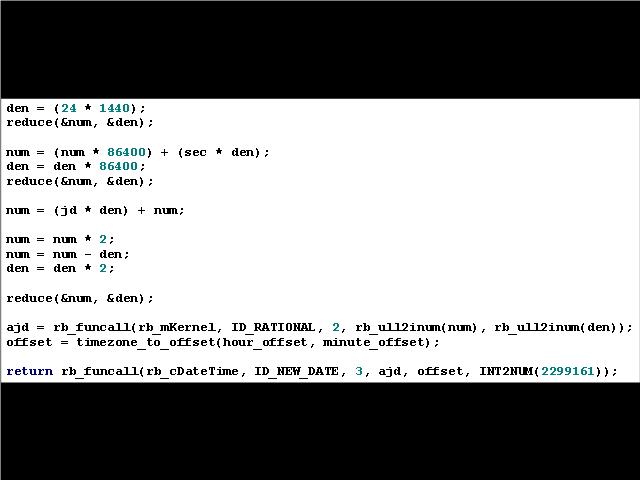 den = (24 * 1440);
reduce(&num, &den);
num = (num * 86400) + (sec * den);
den = den * 86400;
reduce(&num, &den);
num = (jd * den) + num;
num = num * 2;
num = num - den;
den = den * 2;
reduce(&num, &den);
ajd = rb_funcall(rb_mKernel, ID_RATIONAL, 2, rb_ull2inum(num), rb_ull2inum(den));
offset = timezone_to_offset(hour_offset, minute_offset);
return rb_funcall(rb_cDateTime, ID_NEW_DATE, 3, ajd, offset, INT2NUM(2299161));